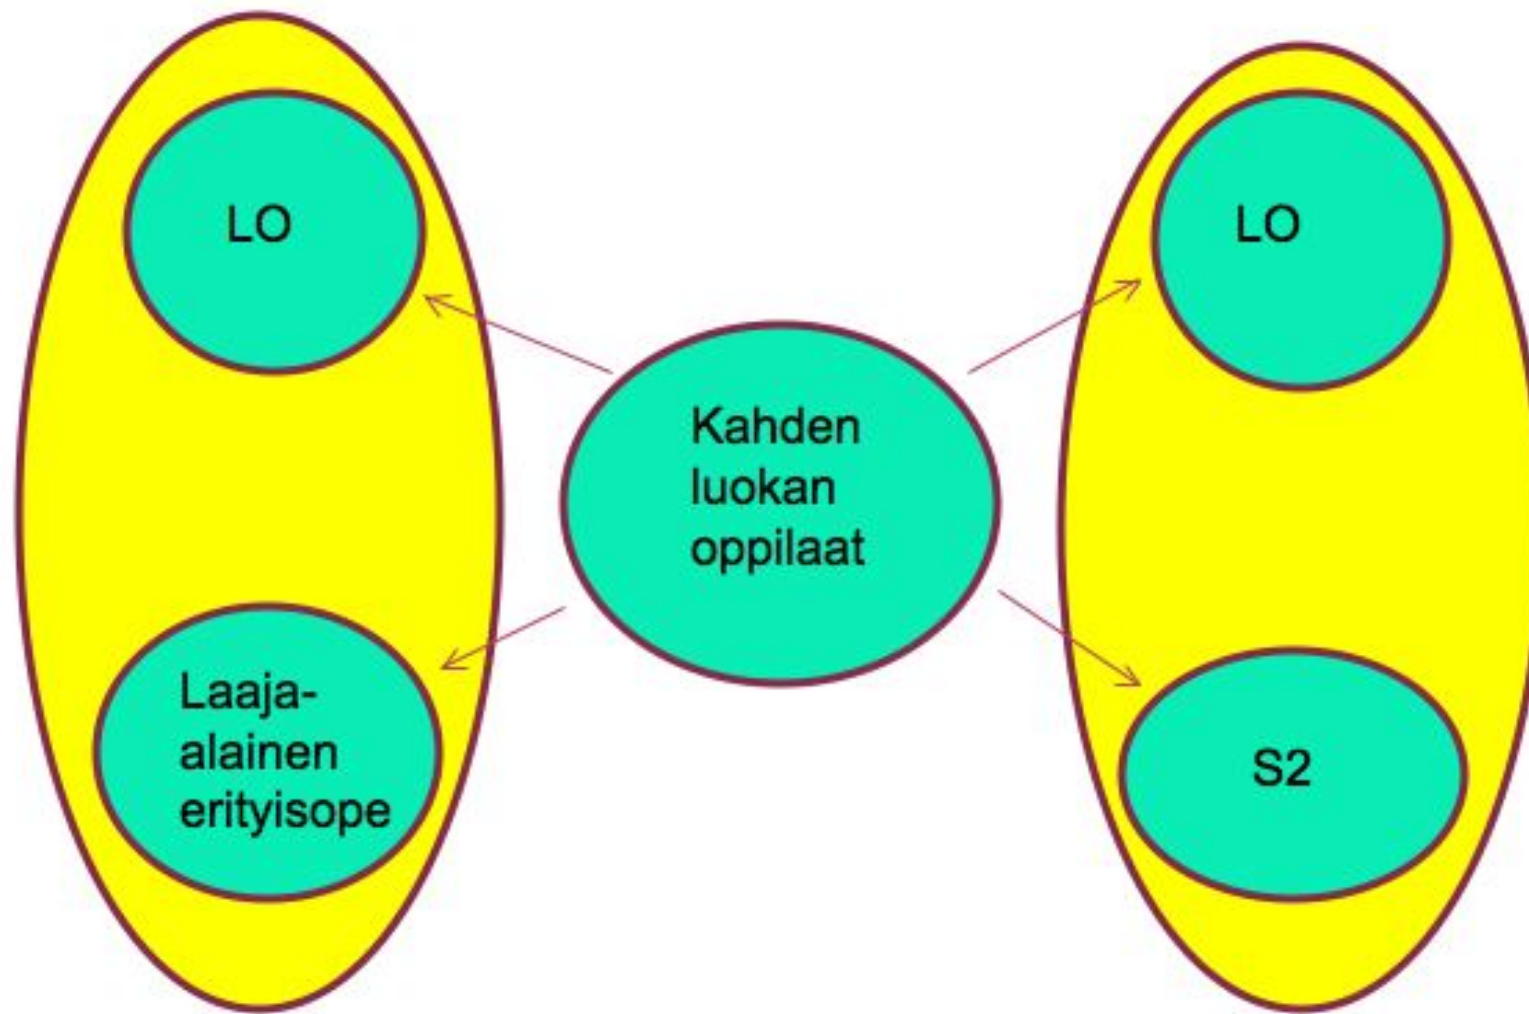 LO
LO
Kahden
luokan
oppilaat
Laaja-
alainen
erityisope
S2